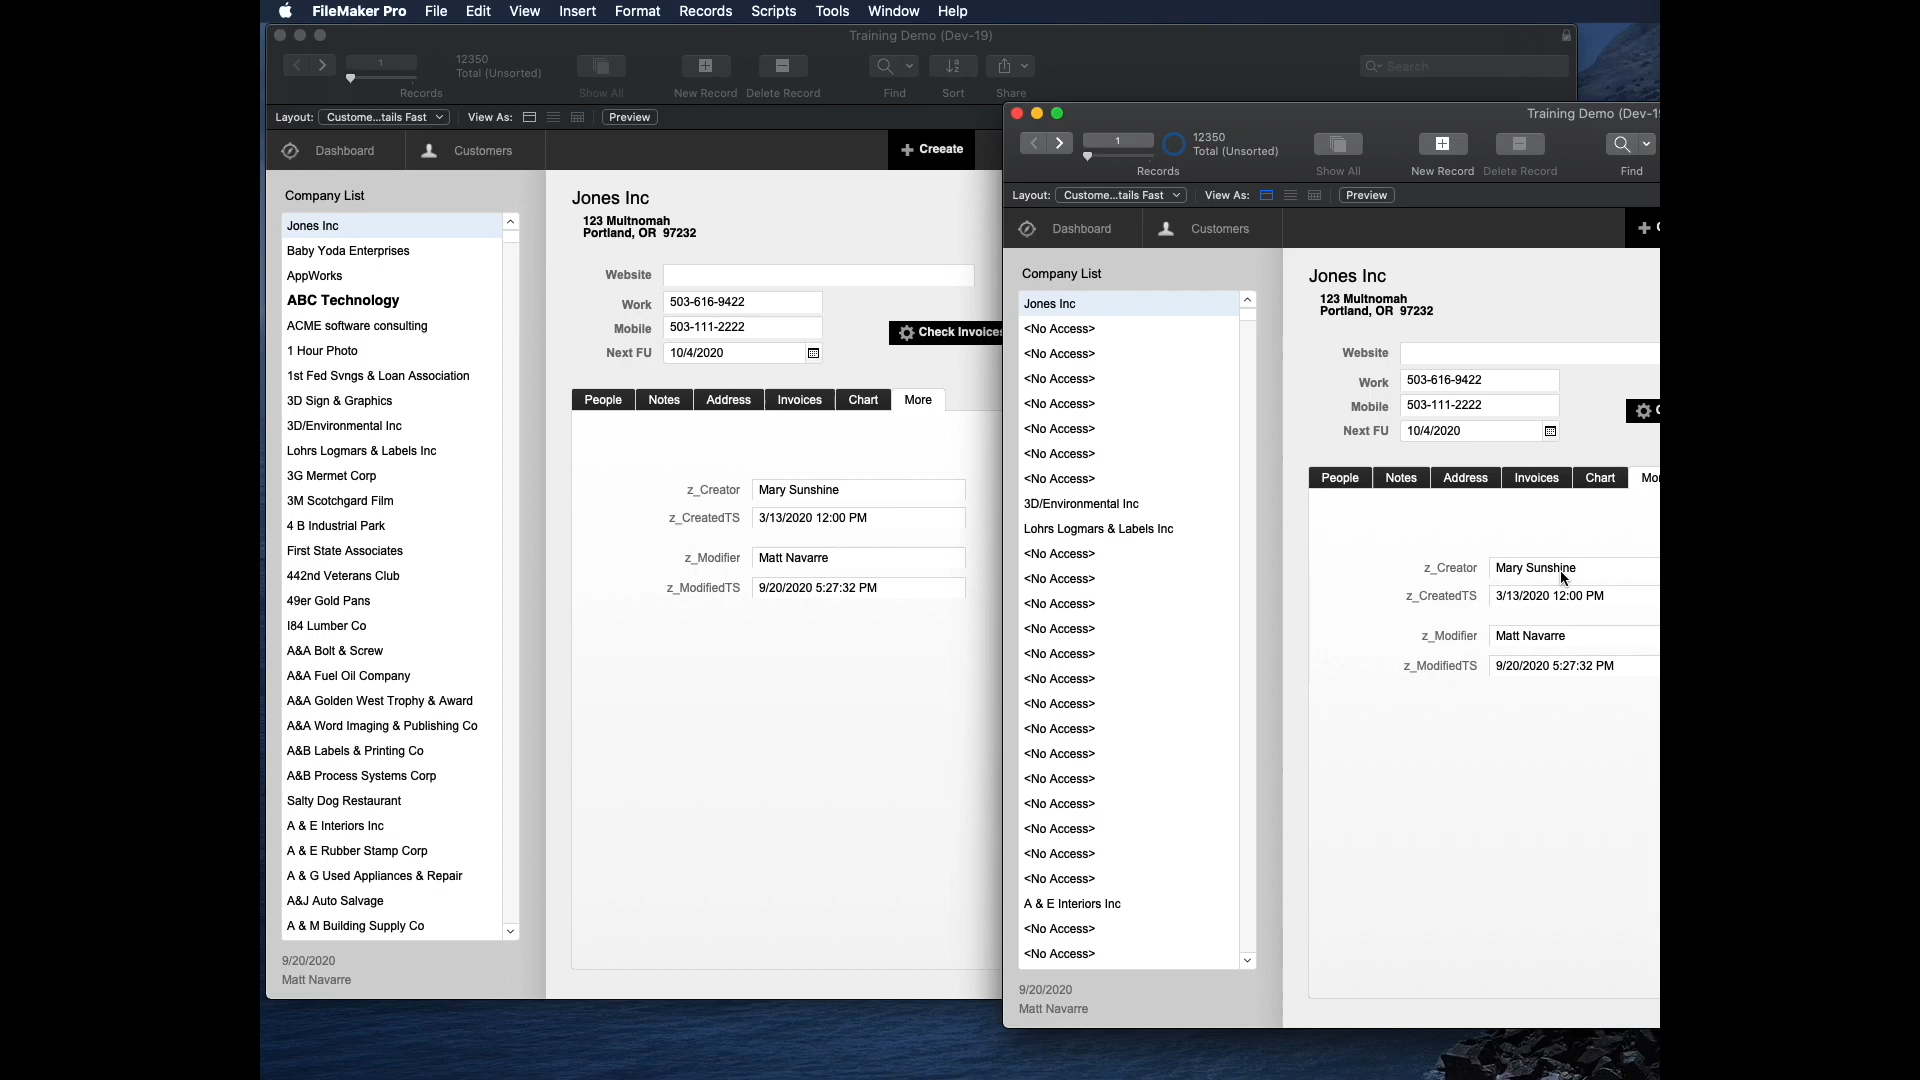 FileMaker Pro File Edit View Insert Format Records Scripts Tools Window Help
Training Demo (Dev-19)
1
12350
Total (Unsorted)
Search
Records Show All New Record Delete Record Find Sort Share
Layout: Custome...tails Fast View As: Preview
Dashboard Customers Creeate
Company List
Jones Inc
Baby Yoda Enterprises
AppWorks
ABC Technology
ACME software consulting
1 Hour Photo
1st Fed Svngs & Loan Association
3D Sign & Graphics
3D/Environmental Inc
Lohrs Logmars & Labels Inc
3G Mermet Corp
3M Scotchgard Film
4 B Industrial Park
First State Associates
442nd Veterans Club
49er Gold Pans
I84 Lumber Co
A&A Bolt & Screw
A&A Fuel Oil Company
A&A Golden West Trophy & Award
A&A Word Imaging & Publishing Co
A&B Labels & Printing Co
A&B Process Systems Corp
Salty Dog Restaurant
A & E Interiors Inc
A & E Rubber Stamp Corp
A & G Used Appliances & Repair
A&J Auto Salvage
A & M Building Supply Co
9/20/2020
Matt Navarre
Jones Inc
123 Multnomah
Portland, OR 97232
Website
Work 503-616-9422
Mobile 503-111-2222
Next FU 10/4/2020
Check Invoices
People Notes Address Invoices Chart More
z_Creator Mary Sunshine
z_CreatedTS 3/13/2020 12:00 PM
z_Modifier Matt Navarre
z_ModifiedTS 9/20/2020 5:27:32 PM
Training Demo (Dev-1
1
12350
Total (Unsorted)
Records Show All New Record Delete Record Find
Layout: Custome...tails Fast View As: Preview
Dashboard Customers
Company List
Jones Inc
<No Access>
<No Access>
<No Access>
<No Access>
<No Access>
<No Access>
<No Access>
3D/Environmental Inc
Lohrs Logmars & Labels Inc
<No Access>
<No Access>
<No Access>
<No Access>
<No Access>
<No Access>
<No Access>
<No Access>
<No Access>
<No Access>
<No Access>
<No Access>
<No Access>
<No Access>
A & E Interiors Inc
<No Access>
<No Access>
9/20/2020
Matt Navarre
Jones Inc
123 Multnomah
Portland, OR 97232
Website
Work 503-616-9422
Mobile 503-111-2222
Next FU 10/4/2020
People Notes Address Invoices Chart Mo
z_Creator Mary Sunshine
z_CreatedTS 3/13/2020 12:00 PM
z_Modifier Matt Navarre
z_ModifiedTS 9/20/2020 5:27:32 PM